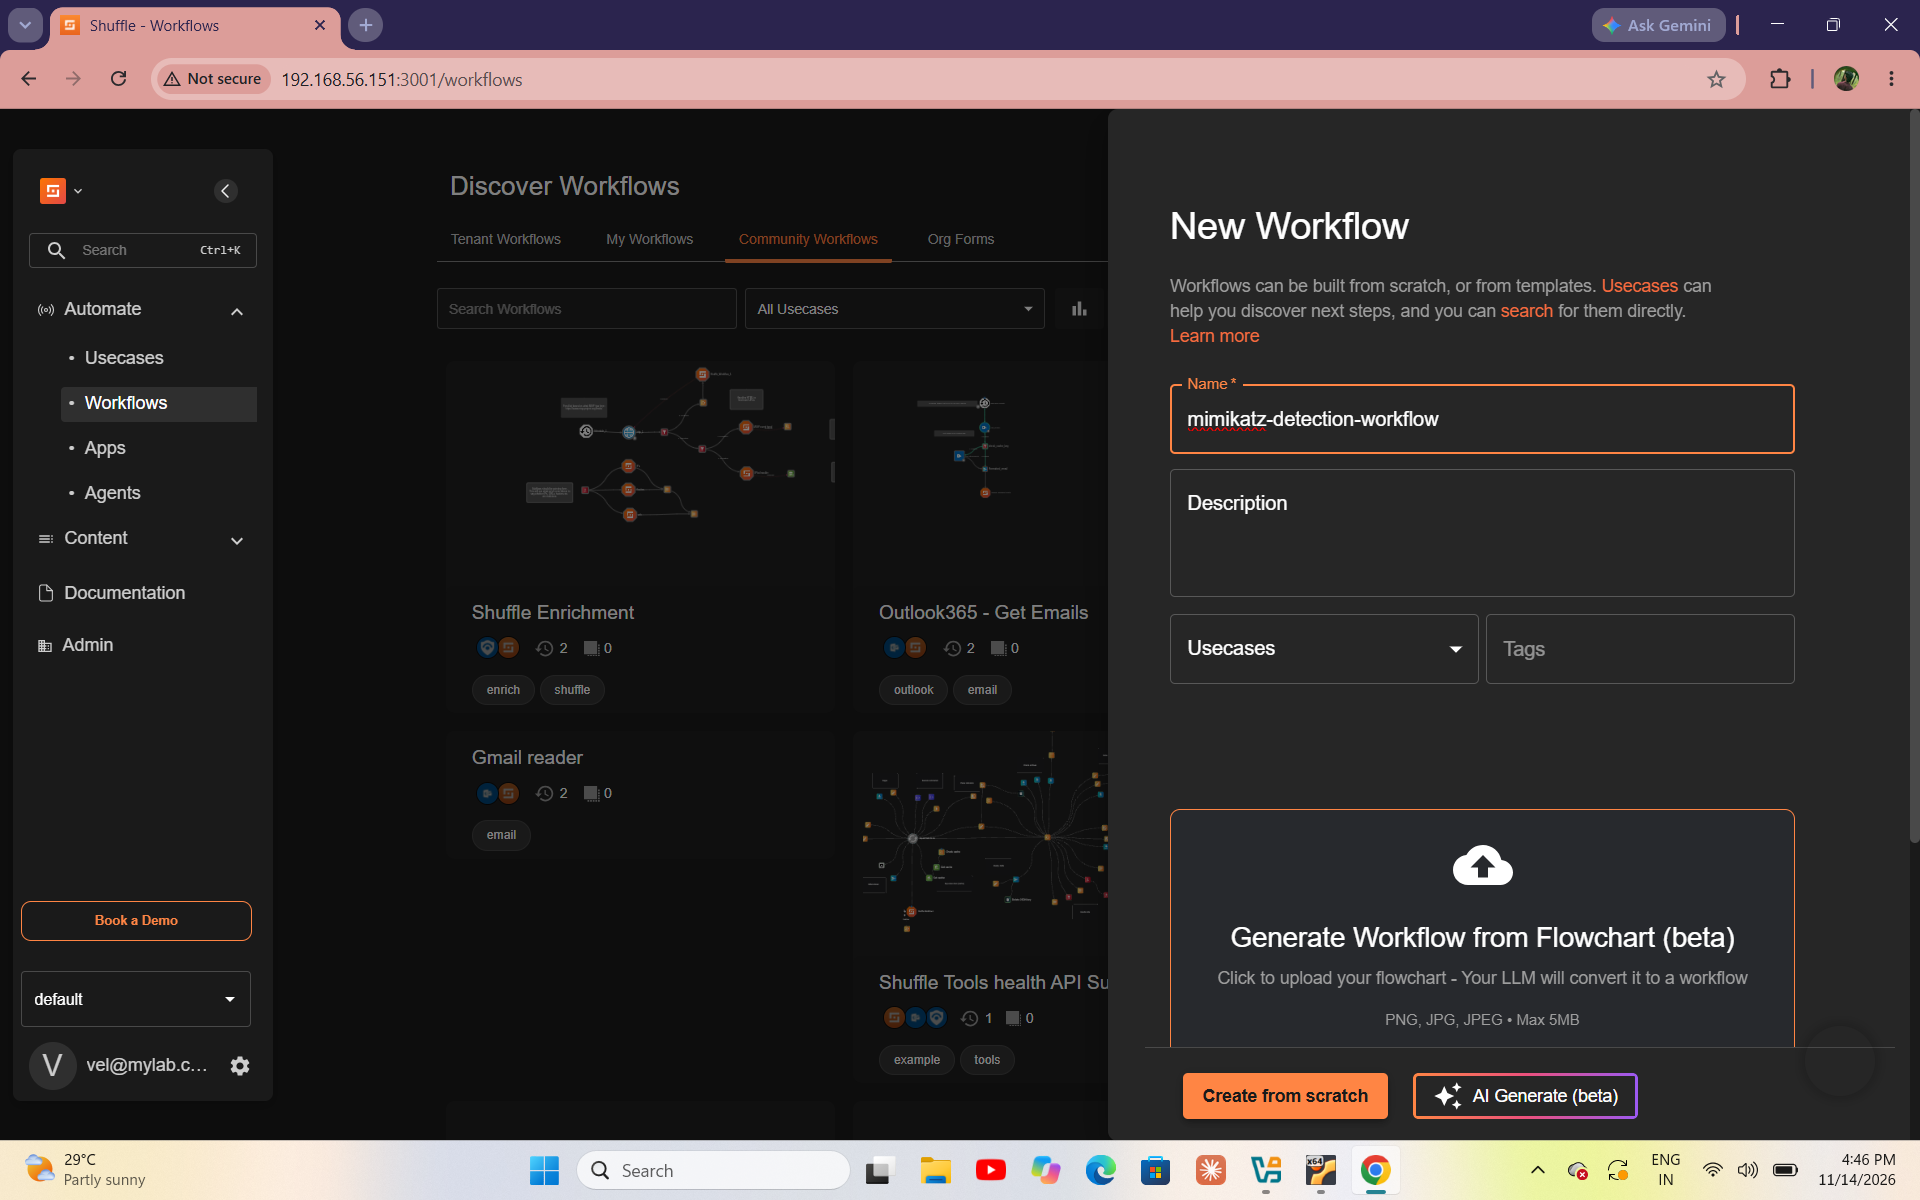 Shuffle - Workflows
Ask Gemini
Not secure
192.168.56.151:3001/workflows
Search
Ctrl+K
Automate
Usecases
Workflows
Apps
Agents
Content
Documentation
Admin
Book a Demo
default
V
vel@mylab.c...
Discover Workflows
Tenant Workflows
My Workflows
Community Workflows
Org Forms
Search Workflows
All Usecases
Shuffle Enrichment
2
0
enrich
shuffle
Outlook365 - Get Emails
2
0
outlook
email
Gmail reader
2
0
email
Shuffle Tools health API Su
1
0
example
tools
New Workflow
Workflows can be built from scratch, or from templates. Usecases can
help you discover next steps, and you can search for them directly.
Learn more
Name *
mimikatz-detection-workflow
Description
Usecases
Tags
Generate Workflow from Flowchart (beta)
Click to upload your flowchart - Your LLM will convert it to a workflow
PNG, JPG, JPEG • Max 5MB
Create from scratch
AI Generate (beta)
29°C
Partly sunny
Search
x64
ENG
IN
4:46 PM
11/14/2026